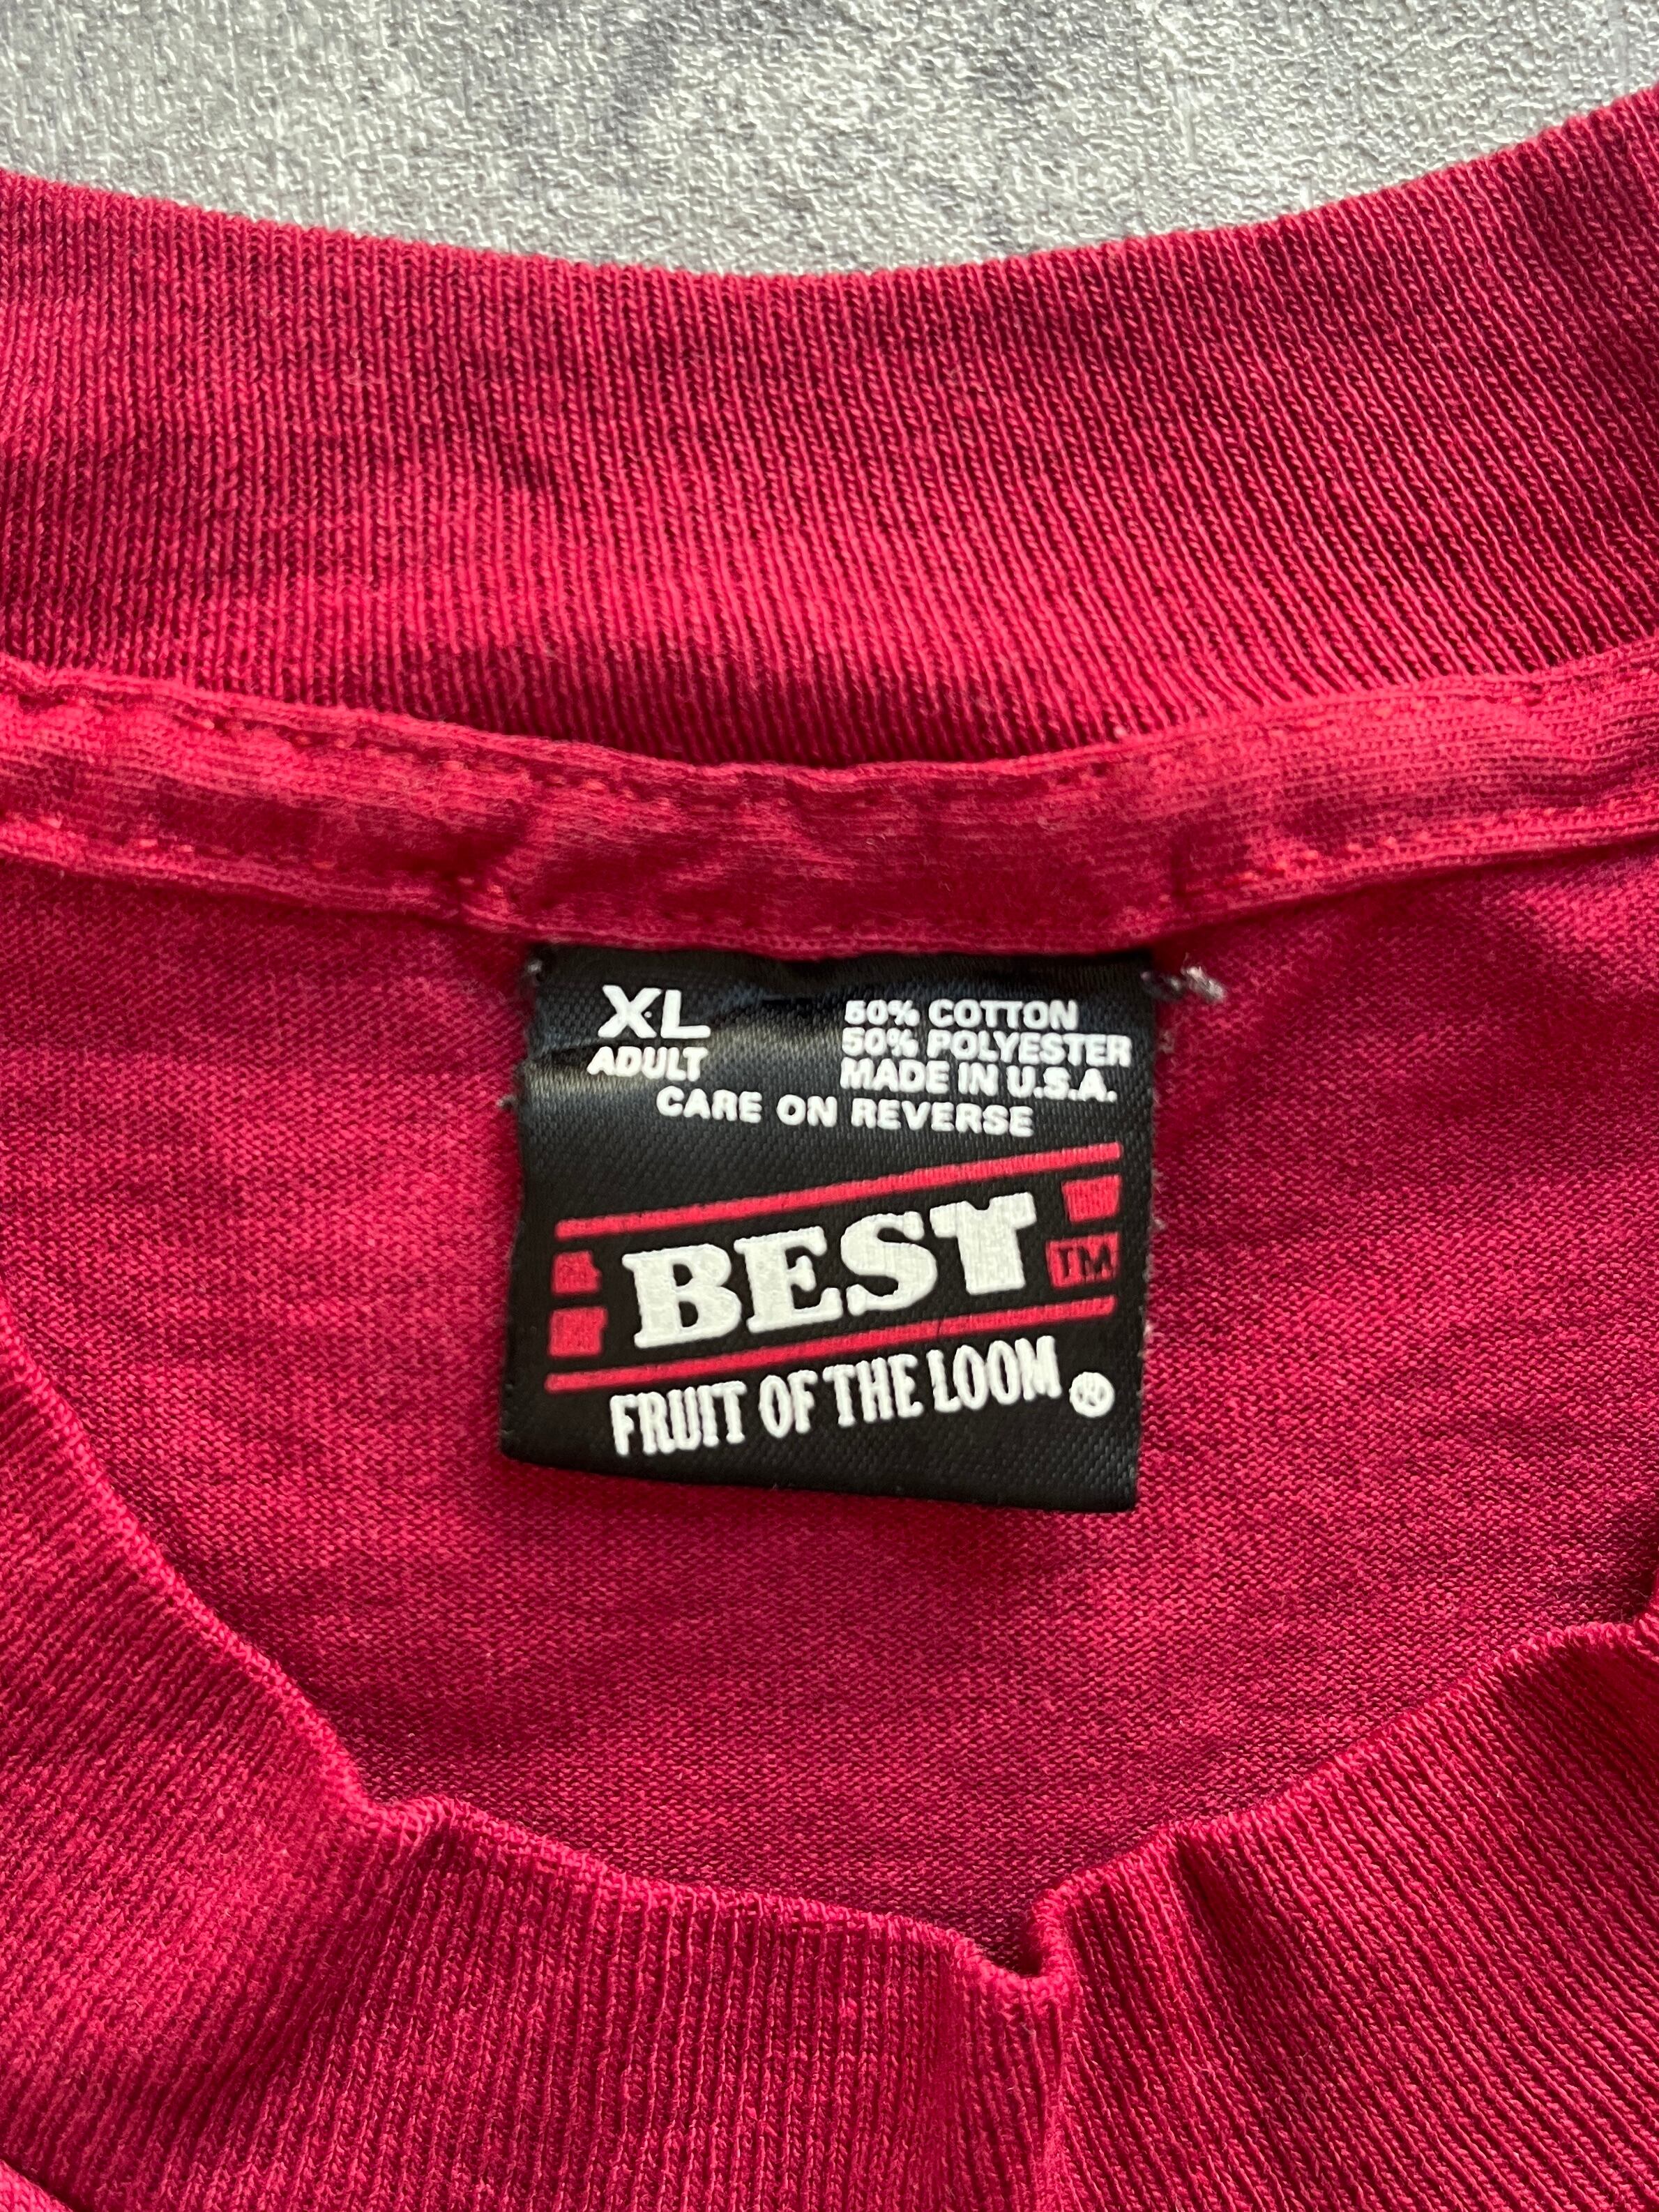 XL
ADULT
50% COTTON
50% POLYESTER
MADE IN U.S.A.
CARE ON REVERSE
BEST
TM
FRUIT OF THE LOOM ®